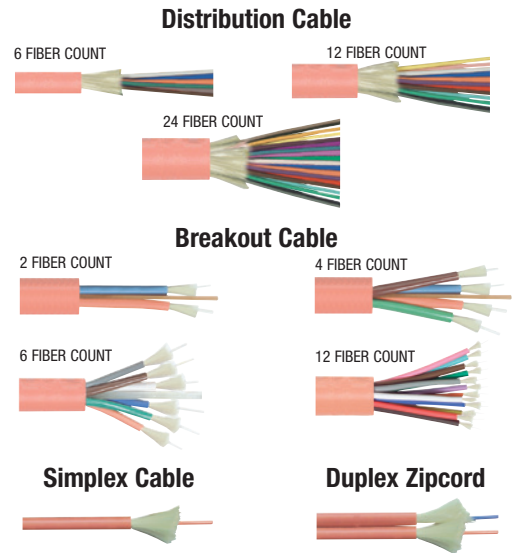 Distribution Cable
6 FIBER COUNT
12 FIBER COUNT
24 FIBER COUNT
Breakout Cable
2 FIBER COUNT
4 FIBER COUNT
6 FIBER COUNT
12 FIBER COUNT
Simplex Cable
Duplex Zipcord